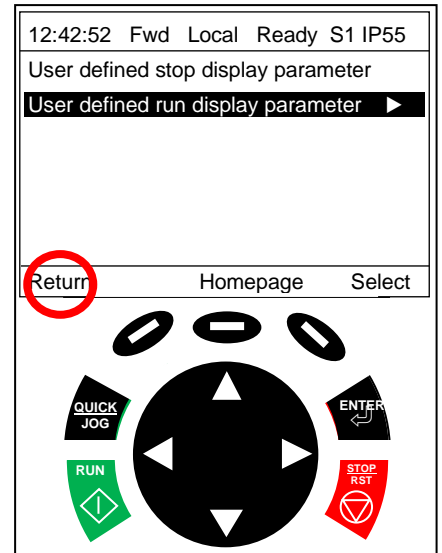 12:42:52 Fwd Local Ready S1 IP55
User defined stop display parameter
User defined run display parameter
Return Homepage Select
QUICK
JOG
ENTER
RUN
STOP
RST